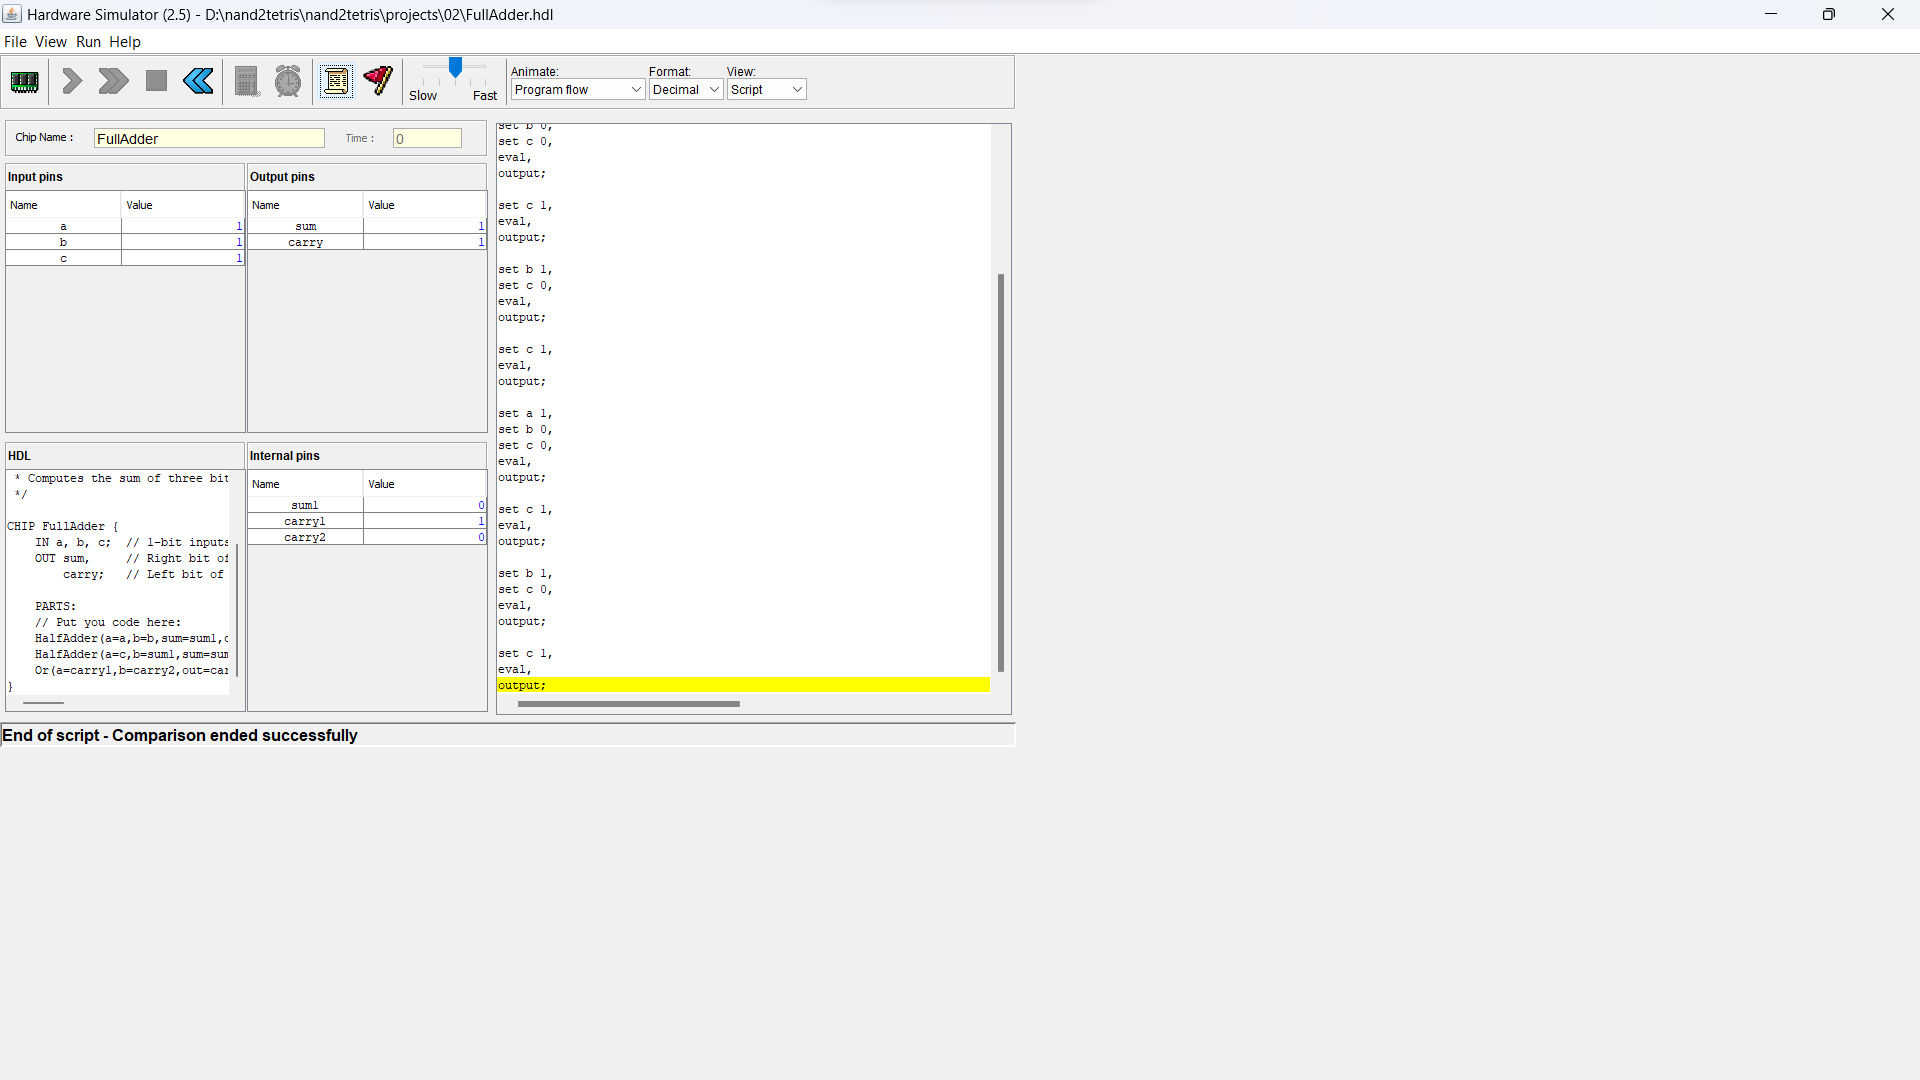 Hardware Simulator (2.5) - D:\nand2tetris\nand2tetris\projects\02\FullAdder.hdl
File View Run Help
Slow Fast
Animate:
Program flow
Format:
Decimal
View:
Script
Chip Name : FullAdder Time : 0
Input pins
Name Value
a 1
b 1
c 1
Output pins
Name Value
sum 1
carry 1
HDL
* Computes the sum of three bit
*/
CHIP FullAdder {
IN a, b, c; // 1-bit inputs
OUT sum, // Right bit of
carry; // Left bit of
PARTS:
// Put you code here:
HalfAdder(a=a,b=b,sum=sum1,c
HalfAdder(a=c,b=sum1,sum=sum
Or(a=carry1,b=carry2,out=car
}
Internal pins
Name Value
sum1 0
carry1 1
carry2 0
set b 0,
set c 0,
eval,
output;
set c 1,
eval,
output;
set b 1,
set c 0,
eval,
output;
set c 1,
eval,
output;
set a 1,
set b 0,
set c 0,
eval,
output;
set c 1,
eval,
output;
set b 1,
set c 0,
eval,
output;
set c 1,
eval,
output;
End of script - Comparison ended successfully